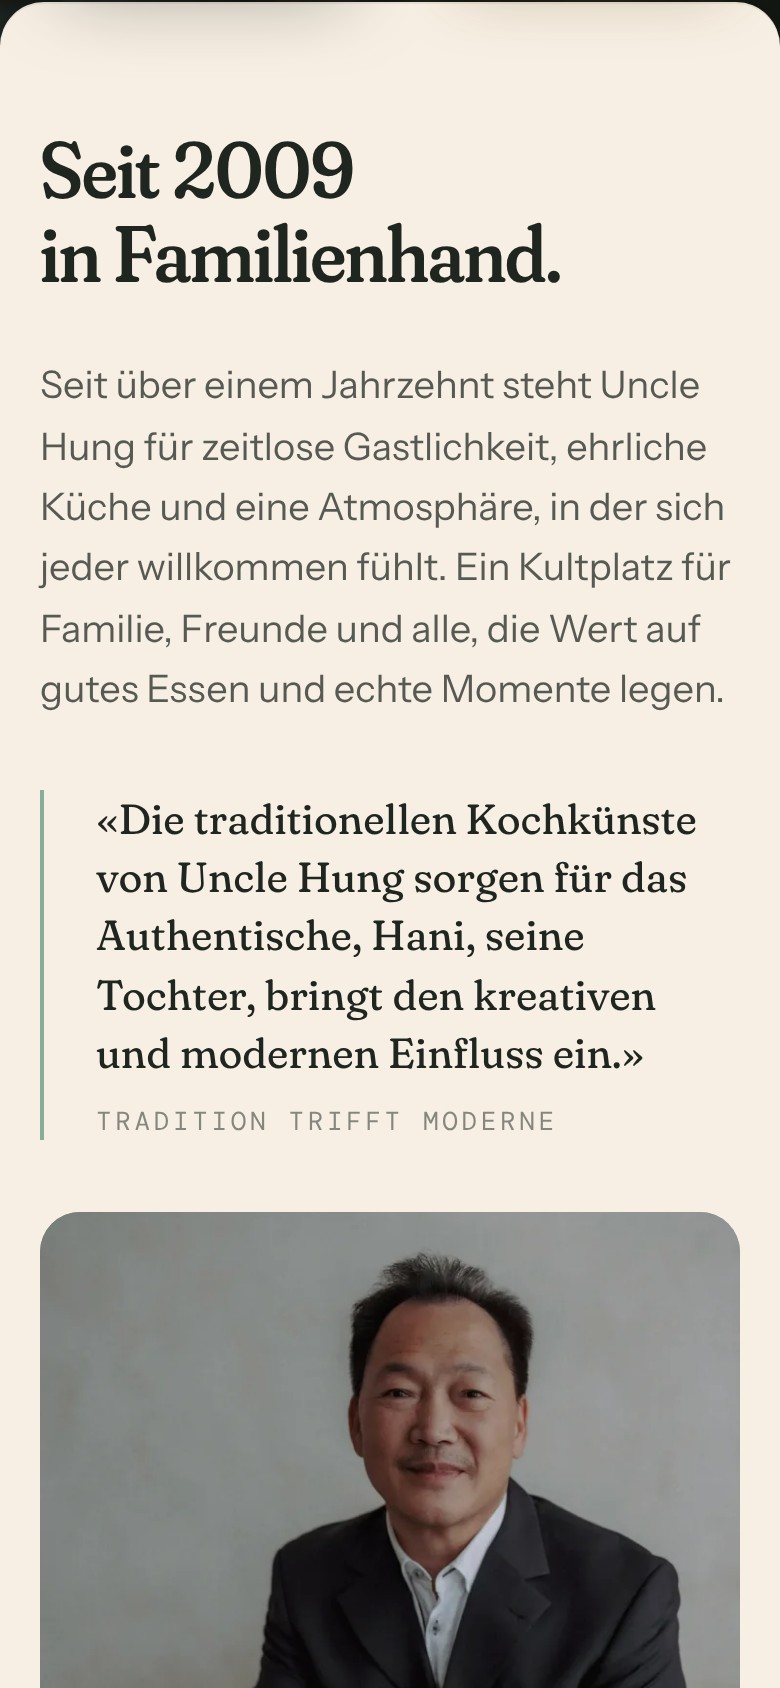 Seit 2009
in Familienhand.
Seit über einem Jahrzehnt steht Uncle
Hung für zeitlose Gastlichkeit, ehrliche
Küche und eine Atmosphäre, in der sich
jeder willkommen fühlt. Ein Kultplatz für
Familie, Freunde und alle, die Wert auf
gutes Essen und echte Momente legen.
«Die traditionellen Kochkünste
von Uncle Hung sorgen für das
Authentische, Hani, seine
Tochter, bringt den kreativen
und modernen Einfluss ein.»
TRADITION TRIFFT MODERNE